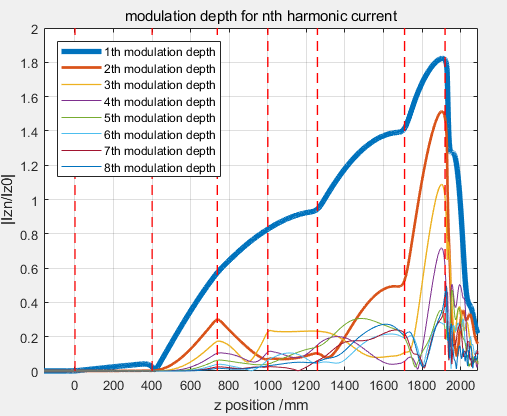 modulation depth for nth harmonic current
2
1.8
1.6
1.4
1.2
1
0.8
0.6
0.4
0.2
0
|Izn/Iz0|
1th modulation depth
2th modulation depth
3th modulation depth
4th modulation depth
5th modulation depth
6th modulation depth
7th modulation depth
8th modulation depth
0 200 400 600 800 1000 1200 1400 1600 1800 2000
z position /mm